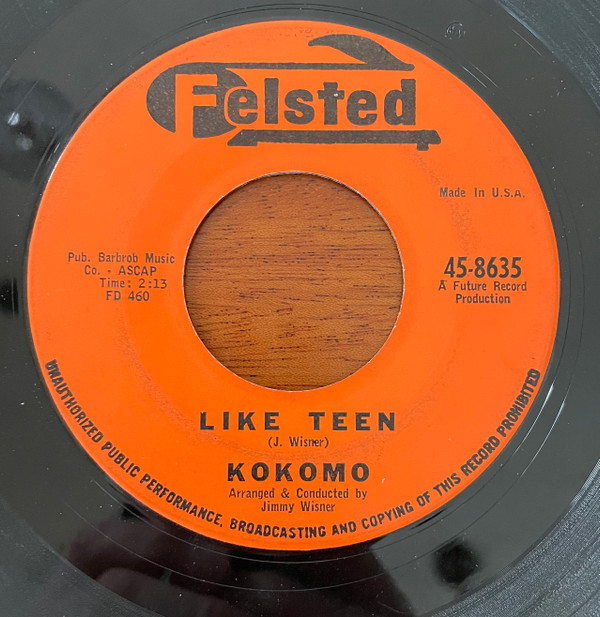 Felsted
Made In U.S.A.
Pub. Barbrob Music
Co. - ASCAP
Time: 2:13
FD 460
45-8635
A Future Record
Production
LIKE TEEN
(J. Wisner)
KOKOMO
Arranged & Conducted by
Jimmy Wisner
UNAUTHORIZED PUBLIC PERFORMANCE, BROADCASTING AND COPYING OF THIS RECORD PROHIBITED